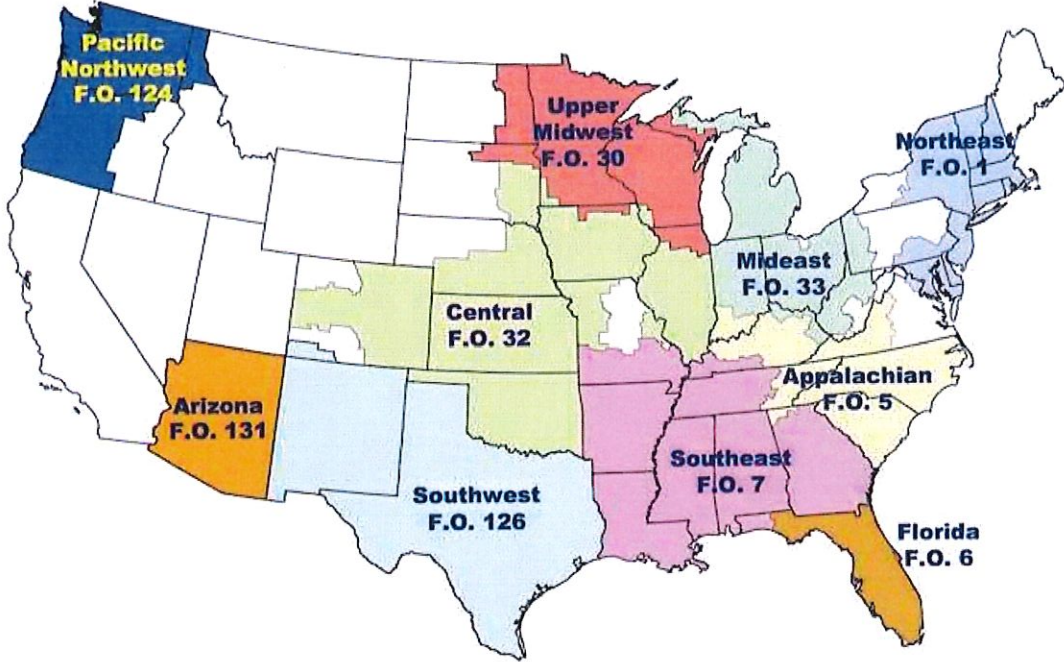 Pacific
Northwest
F.O. 124
Upper
Midwest
F.O. 30
Northeast
F.O. 1
Mideast
F.O. 33
Central
F.O. 32
Appalachian
F.O. 5
Arizona
F.O. 131
Southeast
F.O. 7
Southwest
F.O. 126
Florida
F.O. 6